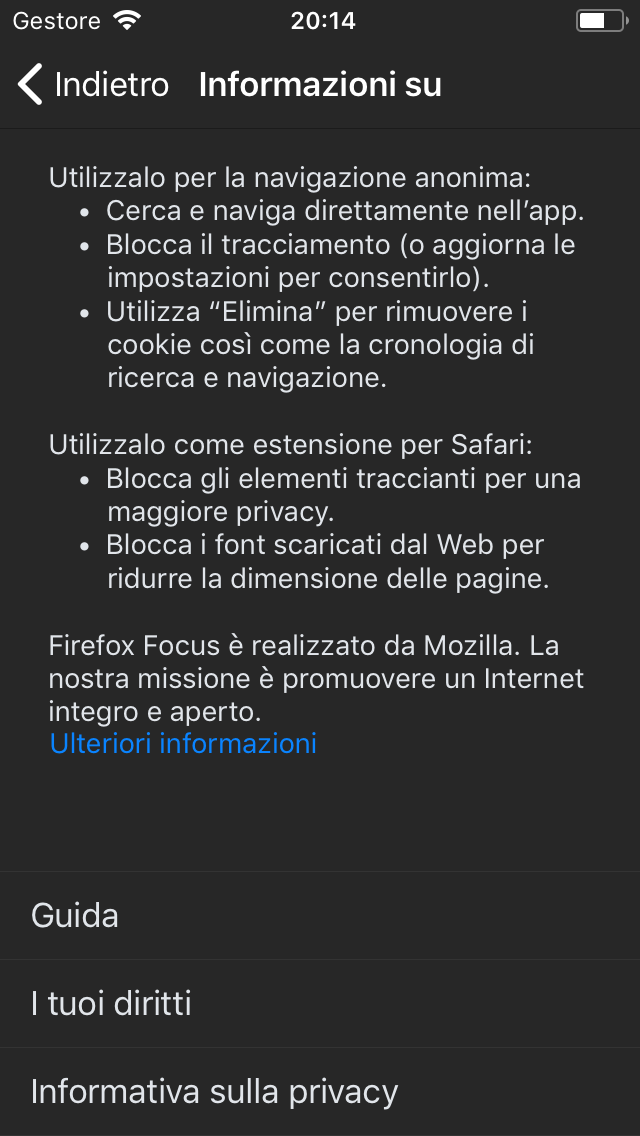 Gestore
20:14
Indietro
Informazioni su
Utilizzalo per la navigazione anonima:
• Cerca e naviga direttamente nell’app.
• Blocca il tracciamento (o aggiorna le
impostazioni per consentirlo).
• Utilizza “Elimina” per rimuovere i
cookie così come la cronologia di
ricerca e navigazione.
Utilizzalo come estensione per Safari:
• Blocca gli elementi traccianti per una
maggiore privacy.
• Blocca i font scaricati dal Web per
ridurre la dimensione delle pagine.
Firefox Focus è realizzato da Mozilla. La
nostra missione è promuovere un Internet
integro e aperto.
Ulteriori informazioni
Guida
I tuoi diritti
Informativa sulla privacy